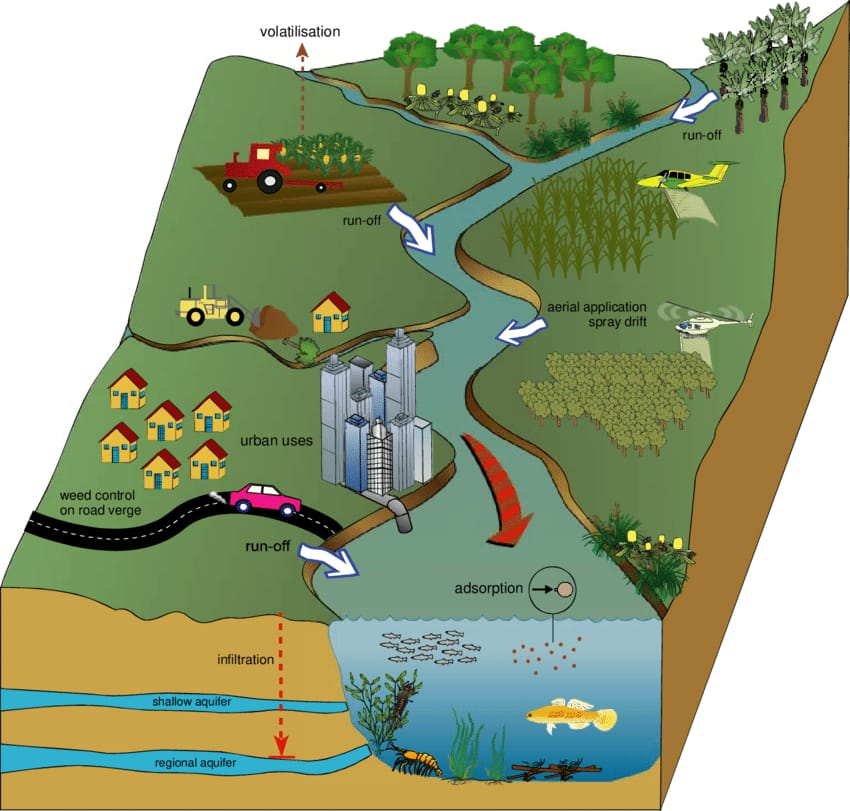 volatilisation
run-off
run-off
aerial application
spray drift
urban uses
weed control
on road verge
run-off
adsorption
infiltration
shallow aquifer
regional aquifer